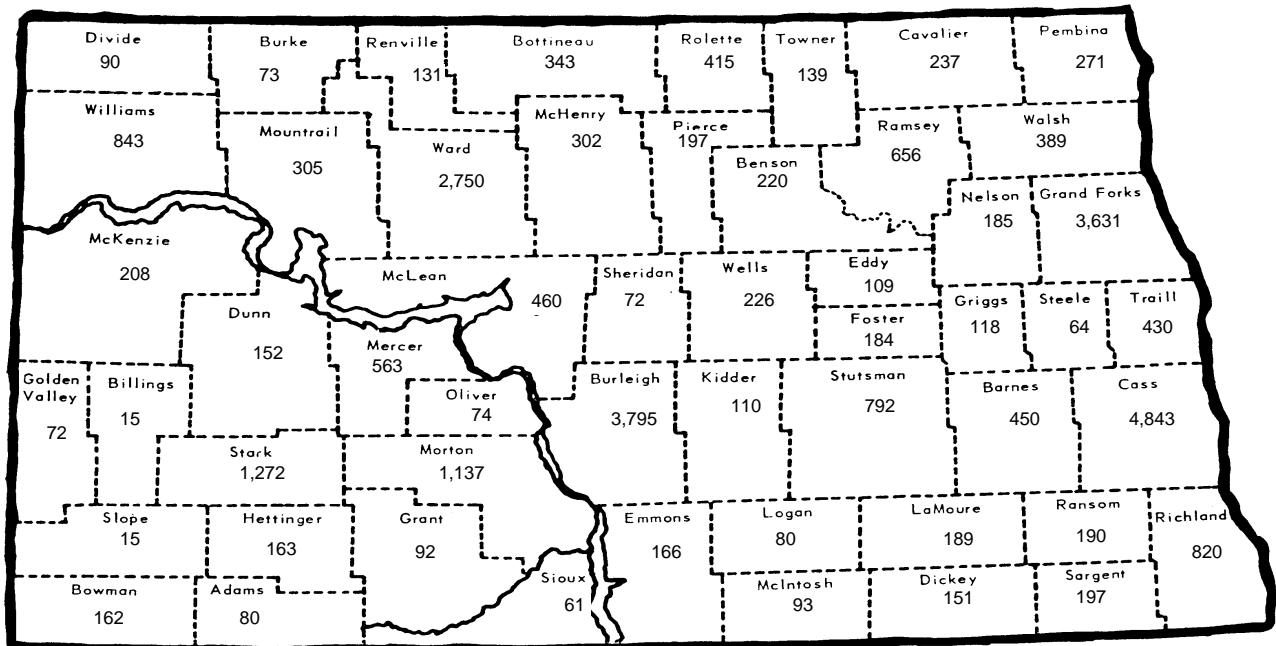 Divide
90
Burke
73
Renville
131
Bottineau
343
Rolette
415
Towner
139
Cavalier
237
Pembina
271
Williams
843
Mountrail
305
Ward
2,750
McHenry
302
Pierce
197
Benson
220
Ramsey
656
Walsh
389
Nelson
185
Grand Forks
3,631
McKenzie
208
Dunn
152
McLean
460
Mercer
563
Oliver
74
Sheridan
72
Wells
226
Eddy
109
Foster
184
Griggs
118
Steele
64
Traill
430
Golden
Valley
72
Billings
15
Stark
1,272
Morton
1,137
Burleigh
3,795
Kidder
110
Stutsman
792
Barnes
450
Cass
4,843
Slope
15
Hettinger
163
Grant
92
Sioux
61
Emmons
166
Logan
80
LaMoure
189
Ransom
190
Richland
820
Bowman
162
Adams
80
McIntosh
93
Dickey
151
Sargent
197